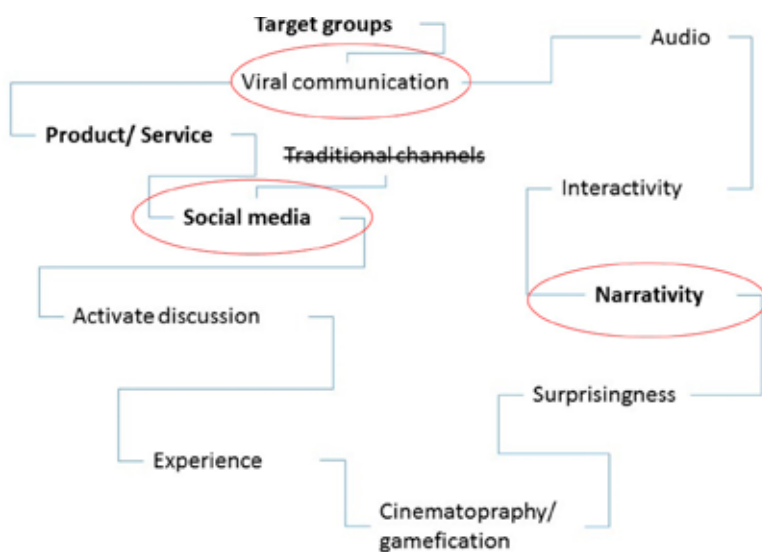 Target groups
Audio
Viral communication
Product/ Service
Traditional channels
Interactivity
Social media
Narrativity
Activate discussion
Surprisingness
Experience
Cinematopraphy/
gamefication